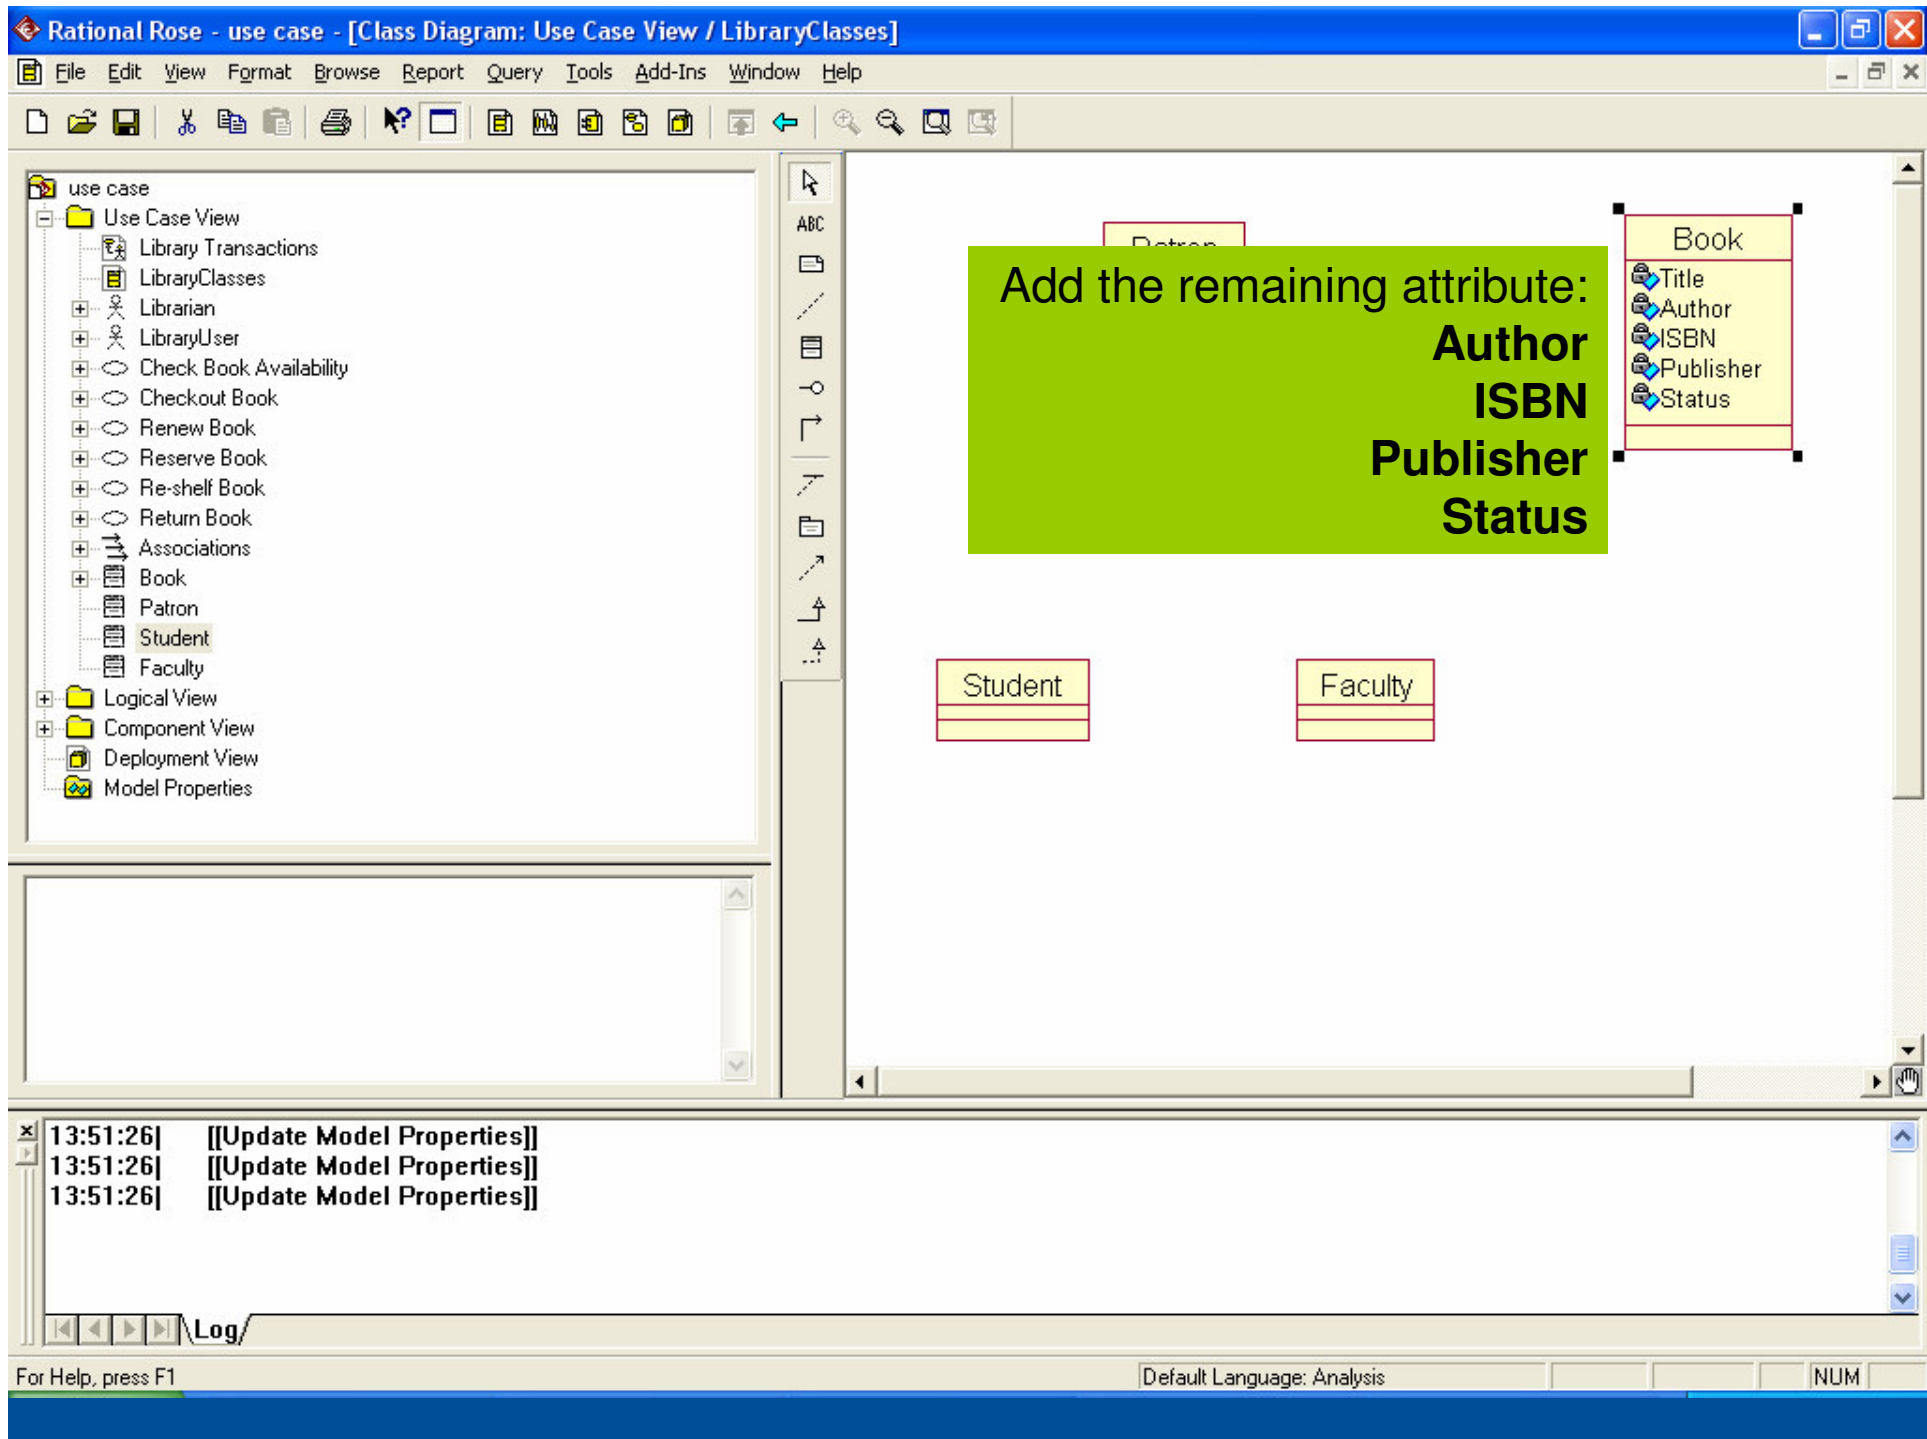 Rational Rose - use case - [Class Diagram: Use Case View / LibraryClasses]
File Edit View Format Browse Report Query Tools Add-Ins Window Help
use case
Use Case View
Library Transactions
LibraryClasses
Librarian
LibraryUser
Check Book Availability
Checkout Book
Renew Book
Reserve Book
Re-shelf Book
Return Book
Associations
Book
Patron
Student
Faculty
Logical View
Component View
Deployment View
Model Properties
ABC
Patron
Add the remaining attribute:
Author
ISBN
Publisher
Status
Book
Title
Author
ISBN
Publisher
Status
Student
Faculty
13:51:26| [[Update Model Properties]]
13:51:26| [[Update Model Properties]]
13:51:26| [[Update Model Properties]]
Log
For Help, press F1
Default Language: Analysis
NUM